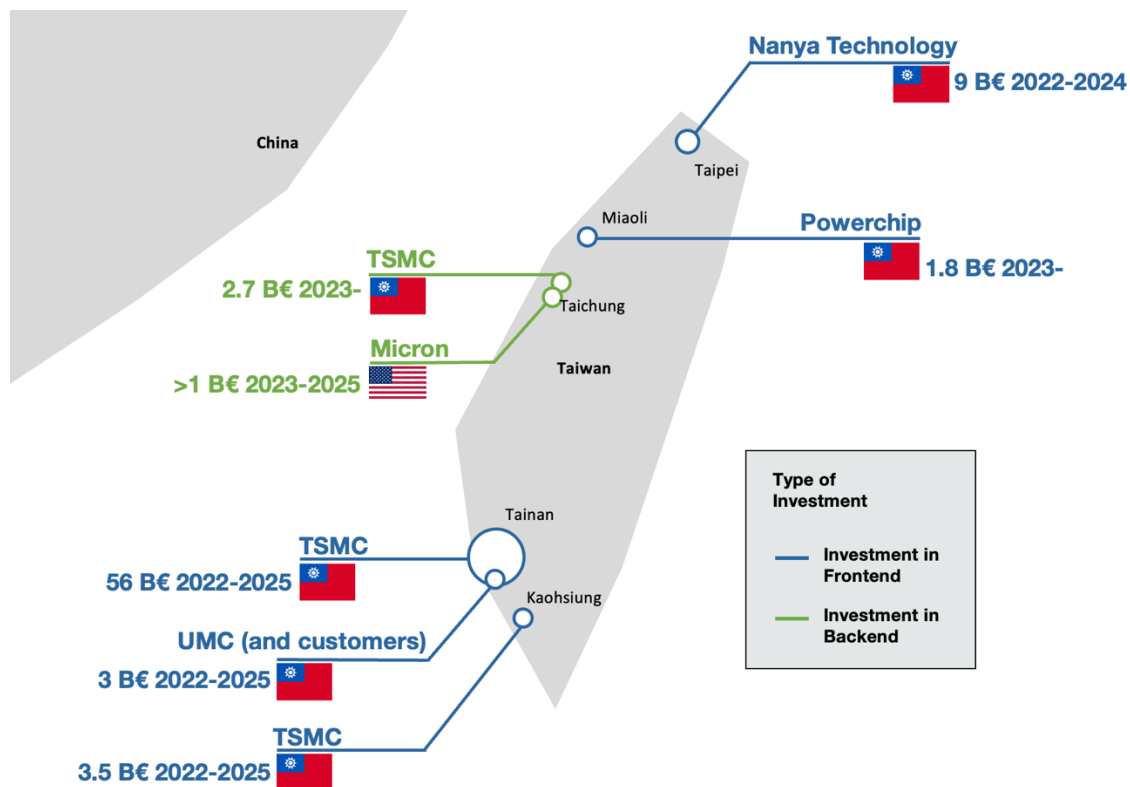 Nanya Technology
9 B€ 2022-2024
China
Taipei
Miaoli
Powerchip
1.8 B€ 2023-
TSMC
2.7 B€ 2023-
Taichung
Micron
>1 B€ 2023-2025
Taiwan
Type of
Investment
Investment in
Frontend
Investment in
Backend
Tainan
TSMC
56 B€ 2022-2025
Kaohsiung
UMC (and customers)
3 B€ 2022-2025
TSMC
3.5 B€ 2022-2025